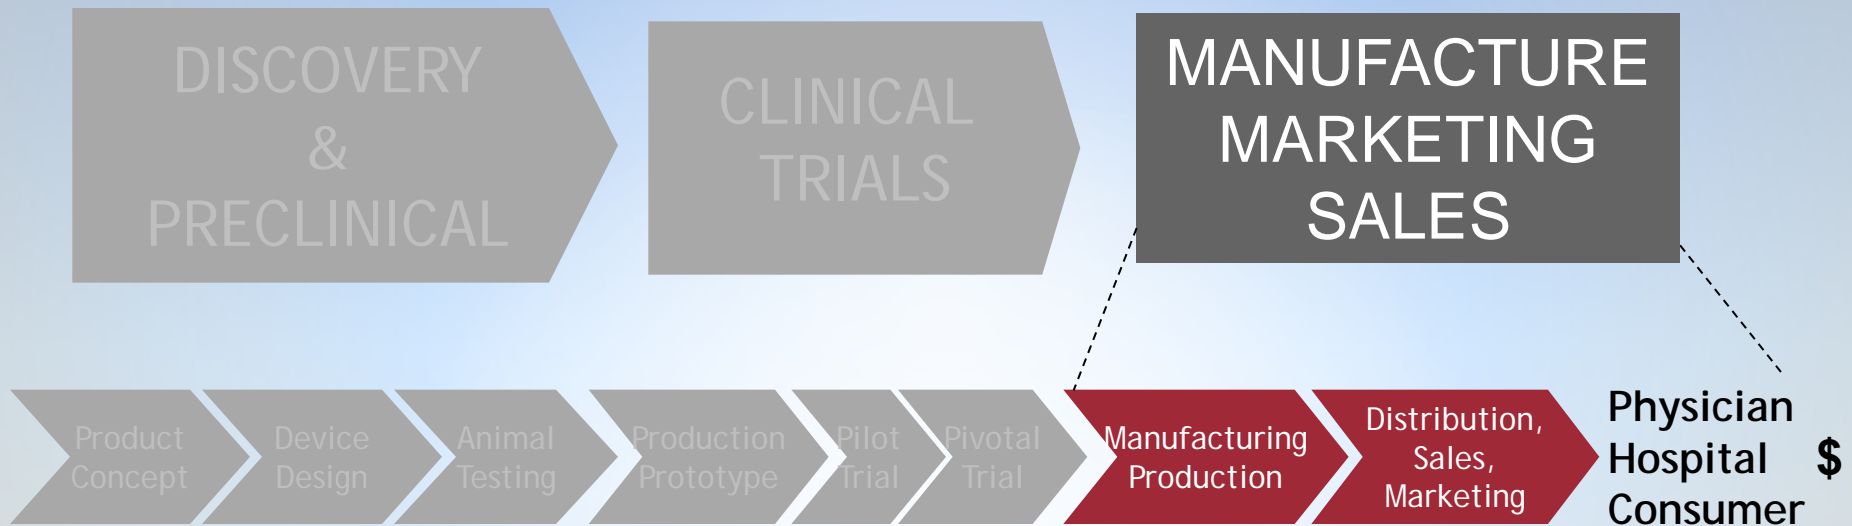 DISCOVERY
&
PRECLINICAL
CLINICAL
TRIALS
MANUFACTURE
MARKETING
SALES
Product
Concept
Device
Design
Animal
Testing
Production
Prototype
Pilot
Trial
Pivotal
Trial
Manufacturing
Production
Distribution,
Sales,
Marketing
Physician
Hospital $
Consumer